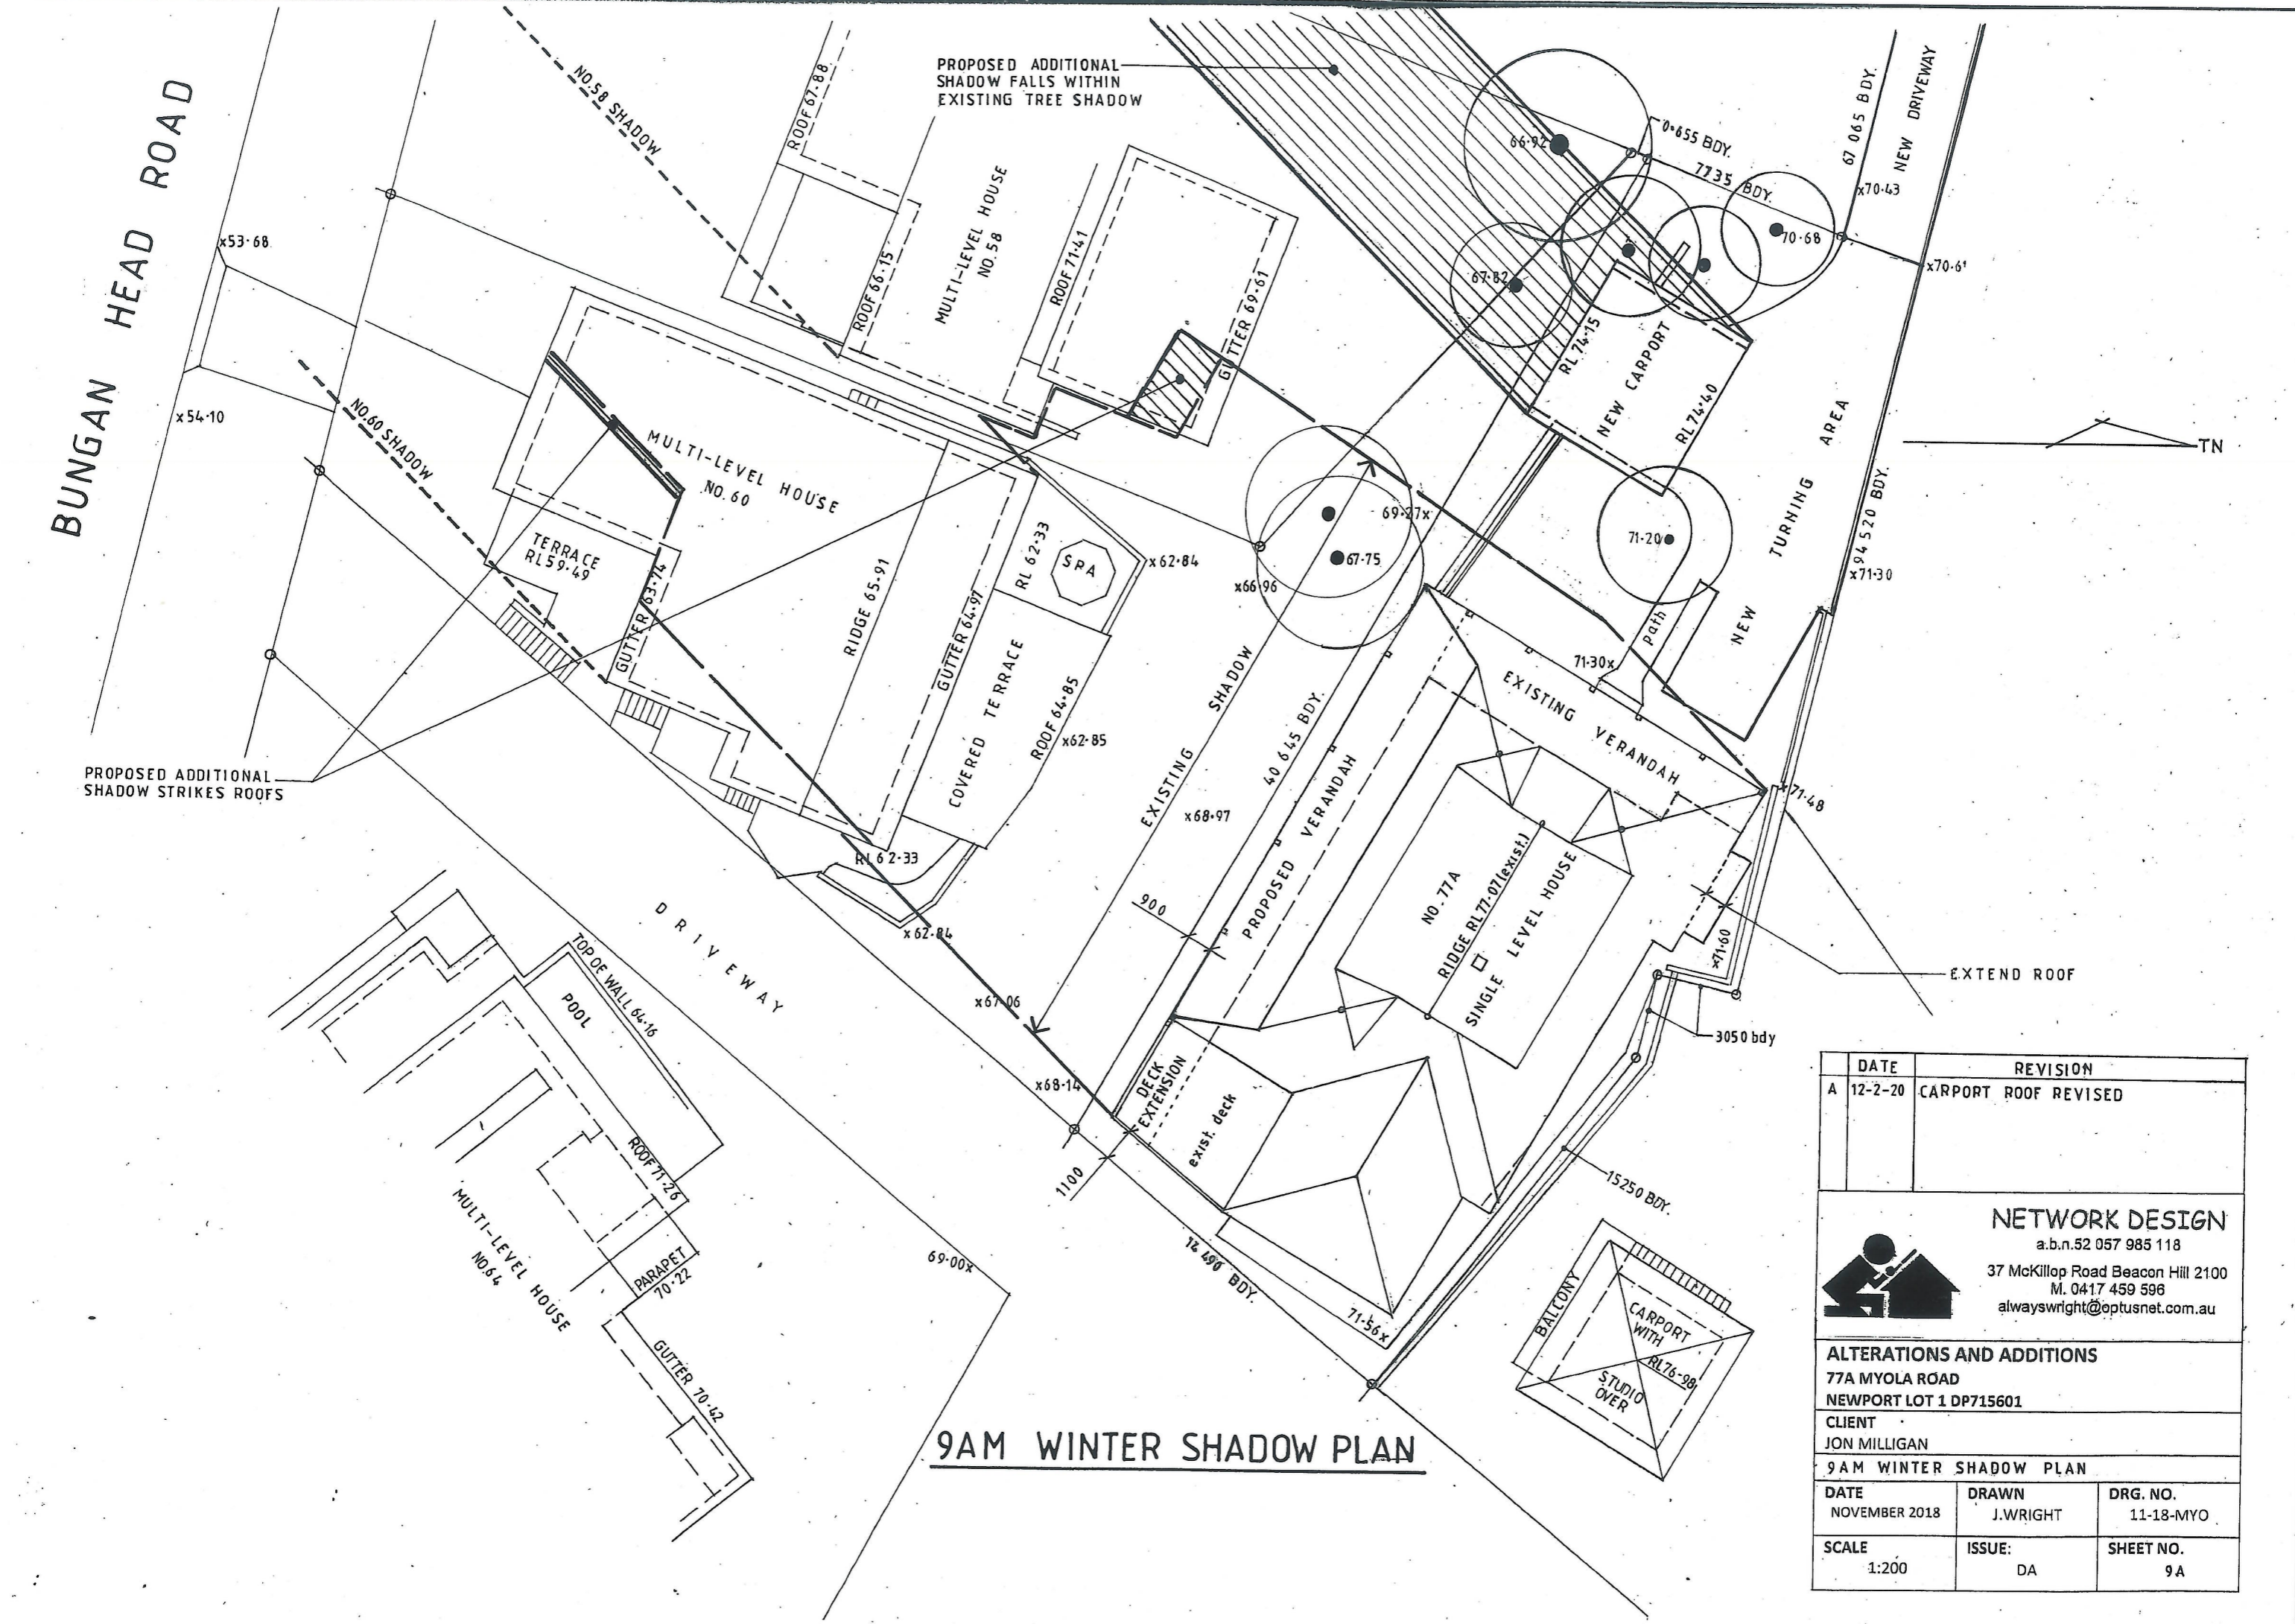 BUNGAN HEAD ROAD
x53·68
x54·10
NO.58 SHADOW
NO.60 SHADOW
ROOF 67·88
PROPOSED ADDITIONAL
SHADOW FALLS WITHIN
EXISTING TREE SHADOW
ROOF 66·15
MULTI-LEVEL HOUSE
NO.58
ROOF 71·41
GUTTER 69·61
66·92
67·82
0·655 BDY.
7735 BDY.
70·68
67 065 BDY.
NEW DRIVEWAY
x70·43
RL 74·15
NEW CARPORT
RL 74·40
TN
MULTI-LEVEL HOUSE
NO.60
TERRACE
RL59·49
GUTTER 63·74
RIDGE 65·91
GUTTER 64·97
RL 62·33
SPA
x62·84
COVERED TERRACE
ROOF 64·85
x62·85
RL 62·33
x62·84
69·27x
67·75
x66·96
71·20
NEW TURNING AREA
94 520 BDY.
x71·30
path
71·30x
EXISTING SHADOW
40 645 BDY.
x68·97
900
PROPOSED VERANDAH
EXISTING VERANDAH
x71·48
NO.77A
RIDGE RL77·07(exist.)
SINGLE LEVEL HOUSE
x71·60
EXTEND ROOF
3050 bdy
PROPOSED ADDITIONAL
SHADOW STRIKES ROOFS
DRIVEWAY
x67·06
x68·14
DECK
EXTENSION
exist. deck
1100
14 490 BDY.
71·56x
15250 BDY.
TOP OF WALL 64·16
POOL
ROOF 71·26
MULTI-LEVEL HOUSE
NO.64
PARAPET
70·22
GUTTER 70·42
69·00x
BALCONY
CARPORT
WITH
RL76·98
STUDIO
OVER
9AM WINTER SHADOW PLAN
DATE REVISION
A 12-2-20 CARPORT ROOF REVISED
NETWORK DESIGN
a.b.n.52 057 985 118
37 McKillop Road Beacon Hill 2100
M. 0417 459 596
alwayswright@optusnet.com.au
ALTERATIONS AND ADDITIONS
77A MYOLA ROAD
NEWPORT LOT 1 DP715601
CLIENT
JON MILLIGAN
9AM WINTER SHADOW PLAN
DATE DRAWN DRG. NO.
NOVEMBER 2018 J.WRIGHT 11-18-MYO
SCALE ISSUE: SHEET NO.
1:200 DA 9A